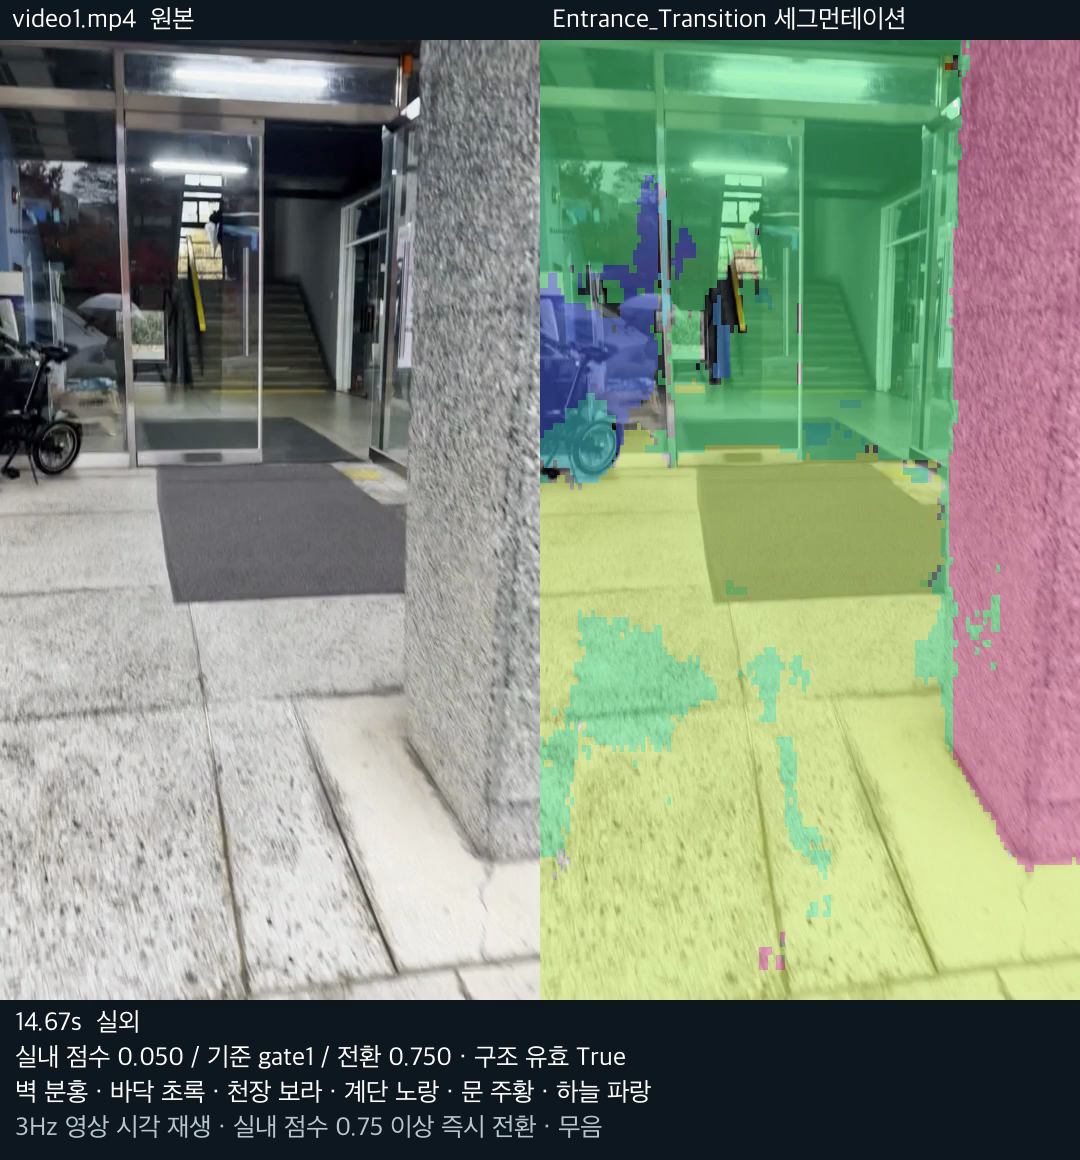 video1.mp4 원본
Entrance_Transition 세그먼테이션
14.67s 실외
실내 점수 0.050 / 기준 gate1 / 전환 0.750 · 구조 유효 True
벽 분홍 · 바닥 초록 · 천장 보라 · 계단 노랑 · 문 주황 · 하늘 파랑
3Hz 영상 시각 재생 · 실내 점수 0.75 이상 즉시 전환 · 무음